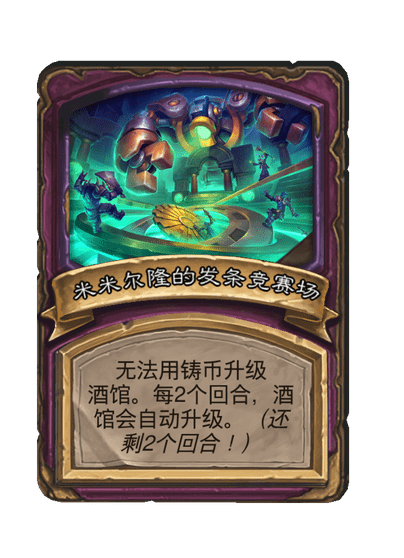 米米尔隆的发条竞赛场
无法用铸币升级
酒馆。每2个回合，酒
馆会自动升级。（还
剩2个回合！）